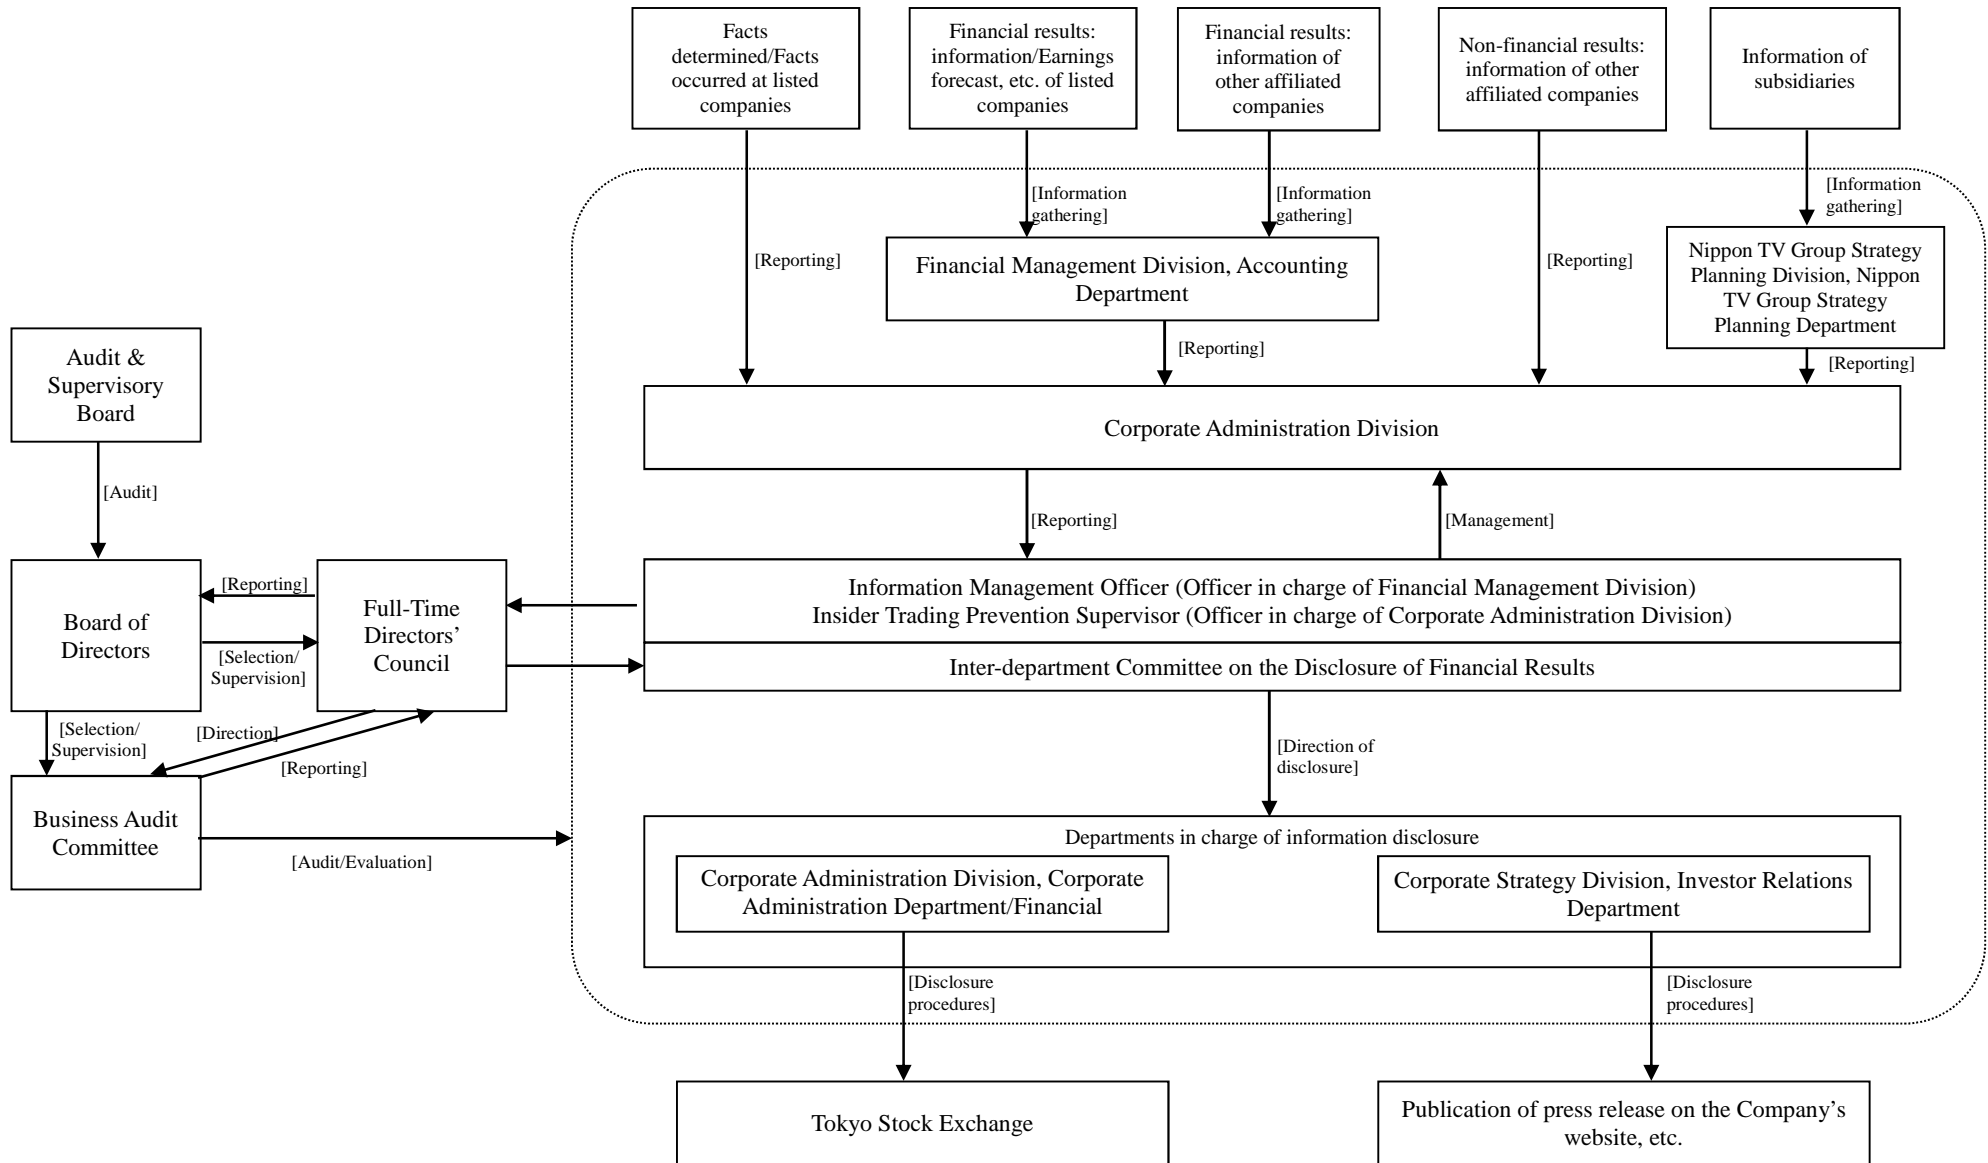 Facts
determined/Facts
occurred at listed
companies
Financial results:
information/Earnings
forecast, etc. of listed
companies
Financial results:
information of
other affiliated
companies
Non-financial results:
information of other
affiliated companies
Information of
subsidiaries
[Information
gathering]
[Information
gathering]
[Information
gathering]
[Reporting]
Financial Management Division, Accounting
Department
[Reporting]
Nippon TV Group Strategy
Planning Division, Nippon
TV Group Strategy
Planning Department
[Reporting]
[Reporting]
Audit &
Supervisory
Board
Corporate Administration Division
[Audit]
[Reporting]
[Management]
Board of
Directors
[Reporting]
[Selection/
Supervision]
Full-Time
Directors’
Council
Information Management Officer (Officer in charge of Financial Management Division)
Insider Trading Prevention Supervisor (Officer in charge of Corporate Administration Division)
Inter-department Committee on the Disclosure of Financial Results
[Selection/
Supervision]
[Direction]
[Reporting]
[Direction of
disclosure]
Business Audit
Committee
[Audit/Evaluation]
Departments in charge of information disclosure
Corporate Administration Division, Corporate
Administration Department/Financial
Corporate Strategy Division, Investor Relations
Department
[Disclosure
procedures]
[Disclosure
procedures]
Tokyo Stock Exchange
Publication of press release on the Company’s
website, etc.